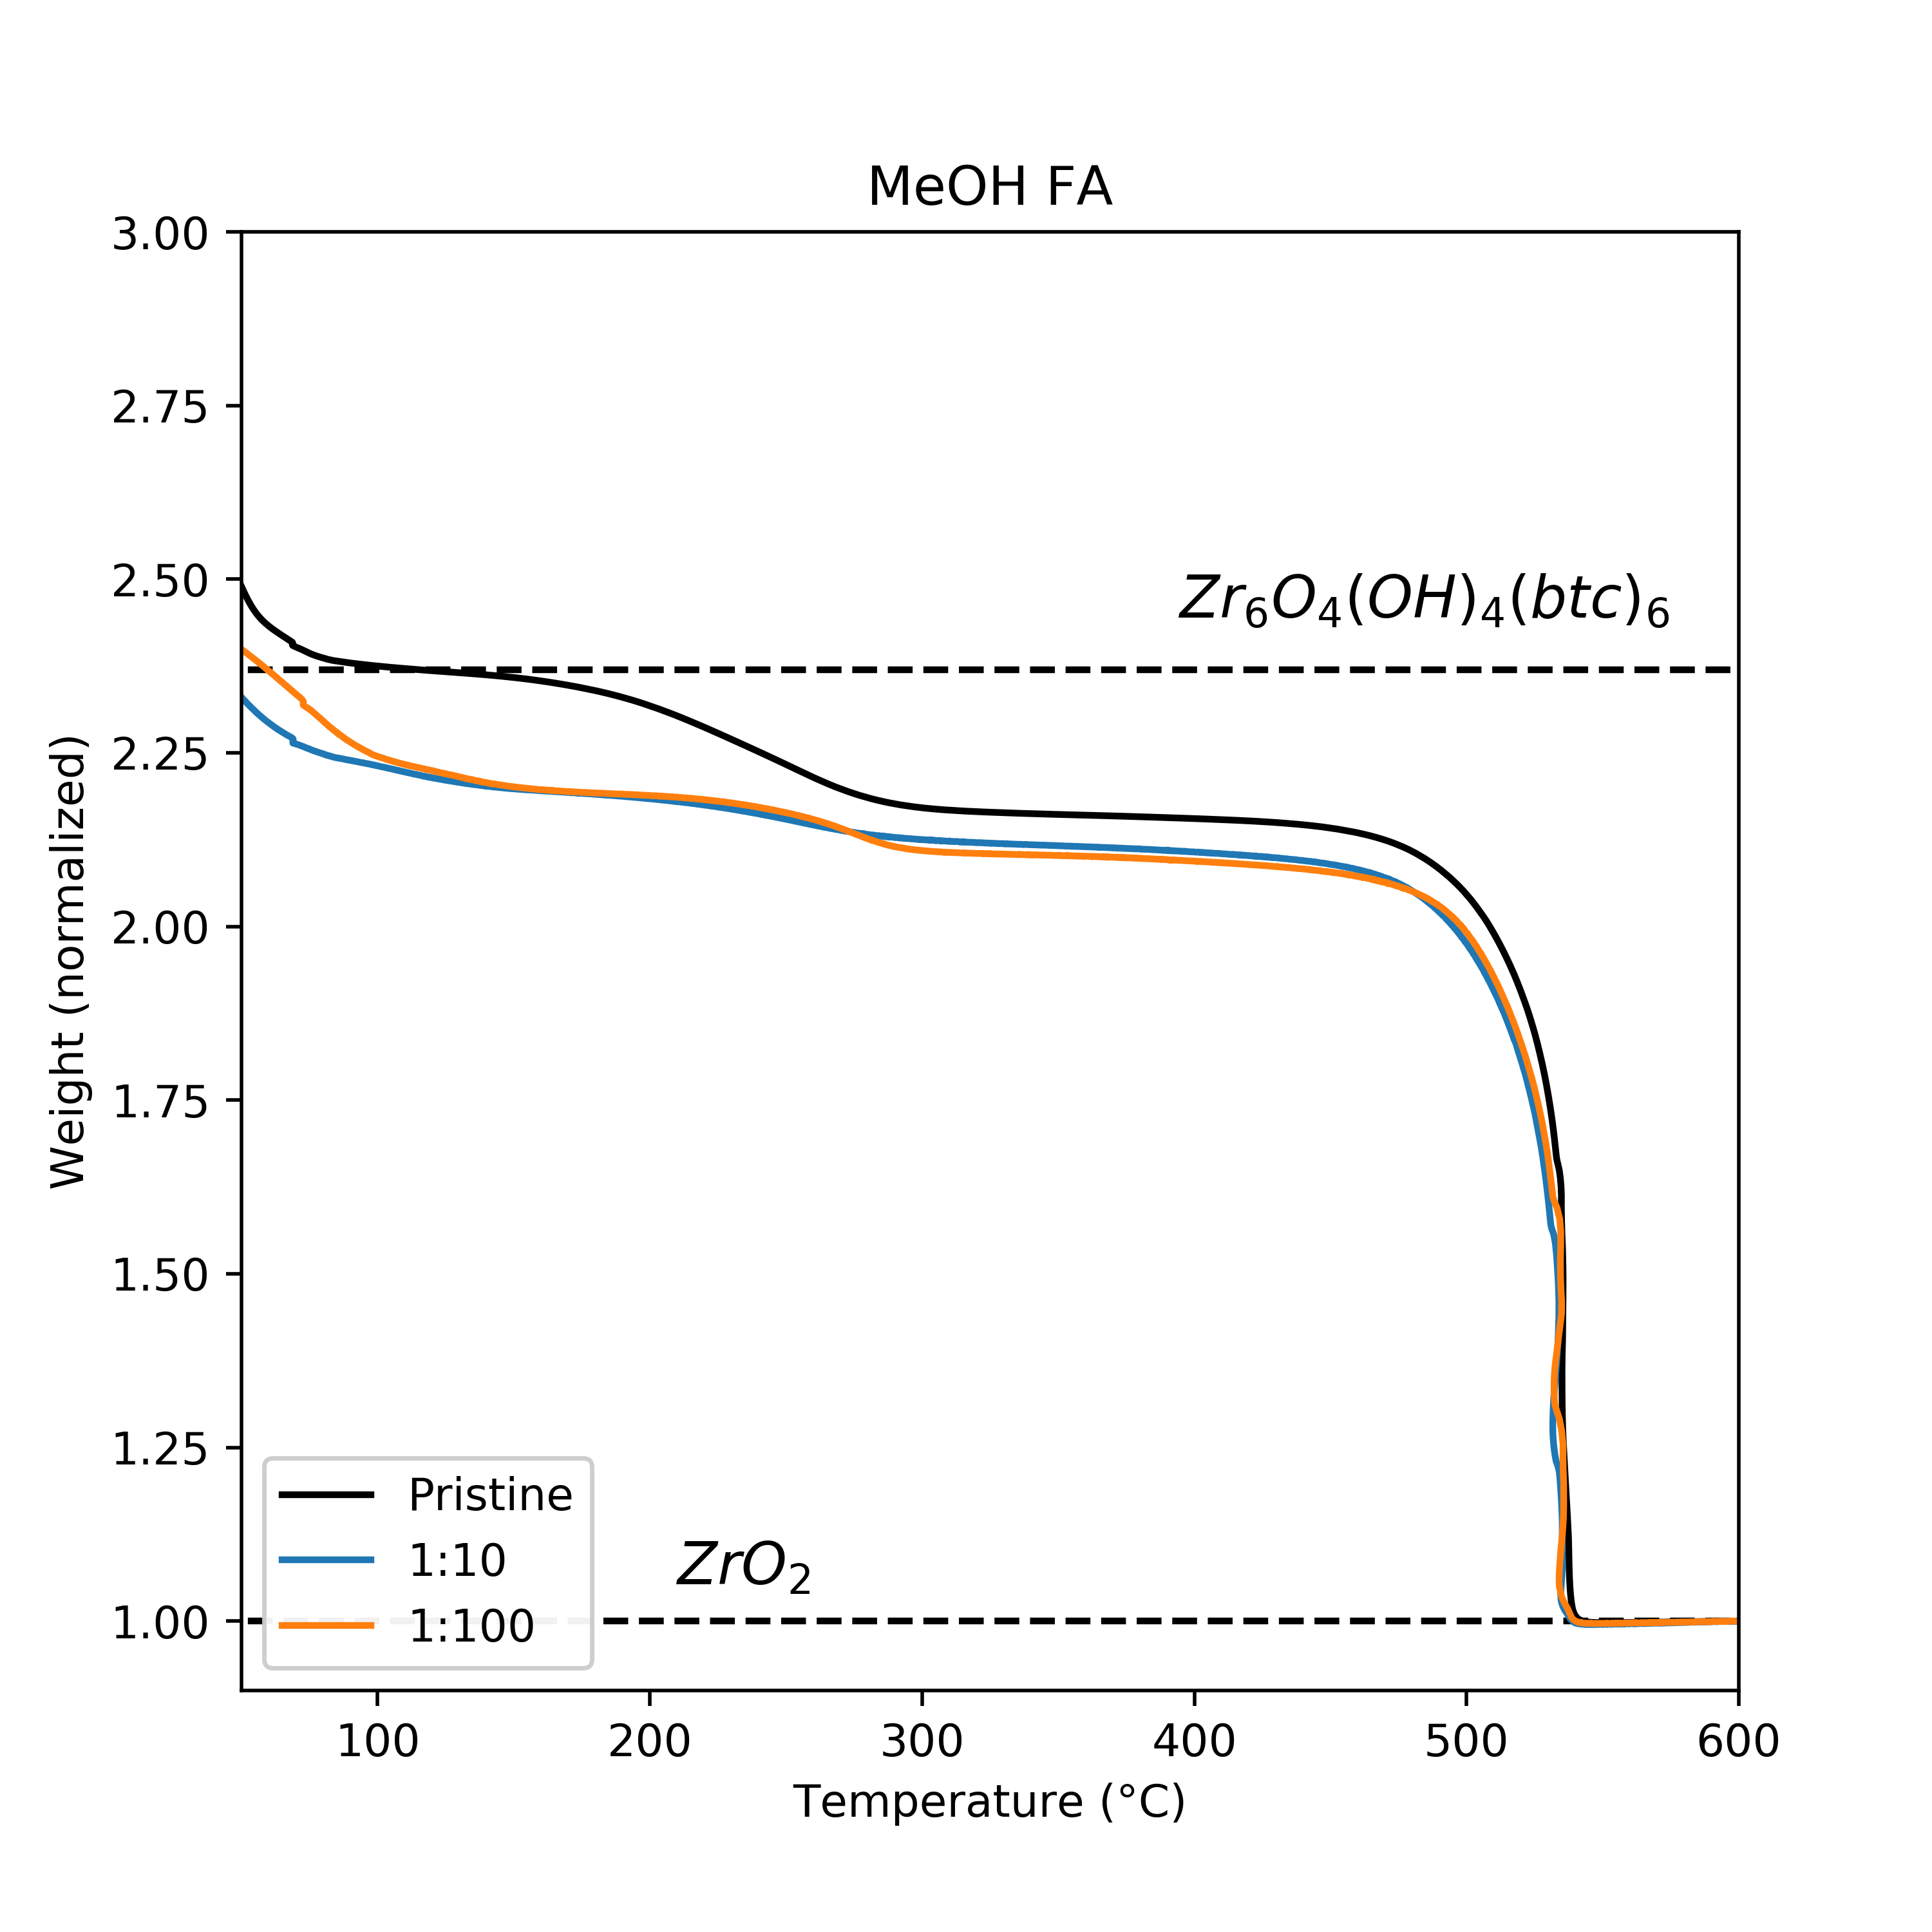 MeOH FA
3.00
2.75
2.50
2.25
2.00
1.75
1.50
1.25
1.00
Weight (normalized)
Zr₆O₄(OH)₄(btc)₆
ZrO₂
Pristine
1:10
1:100
100 200 300 400 500 600
Temperature (°C)